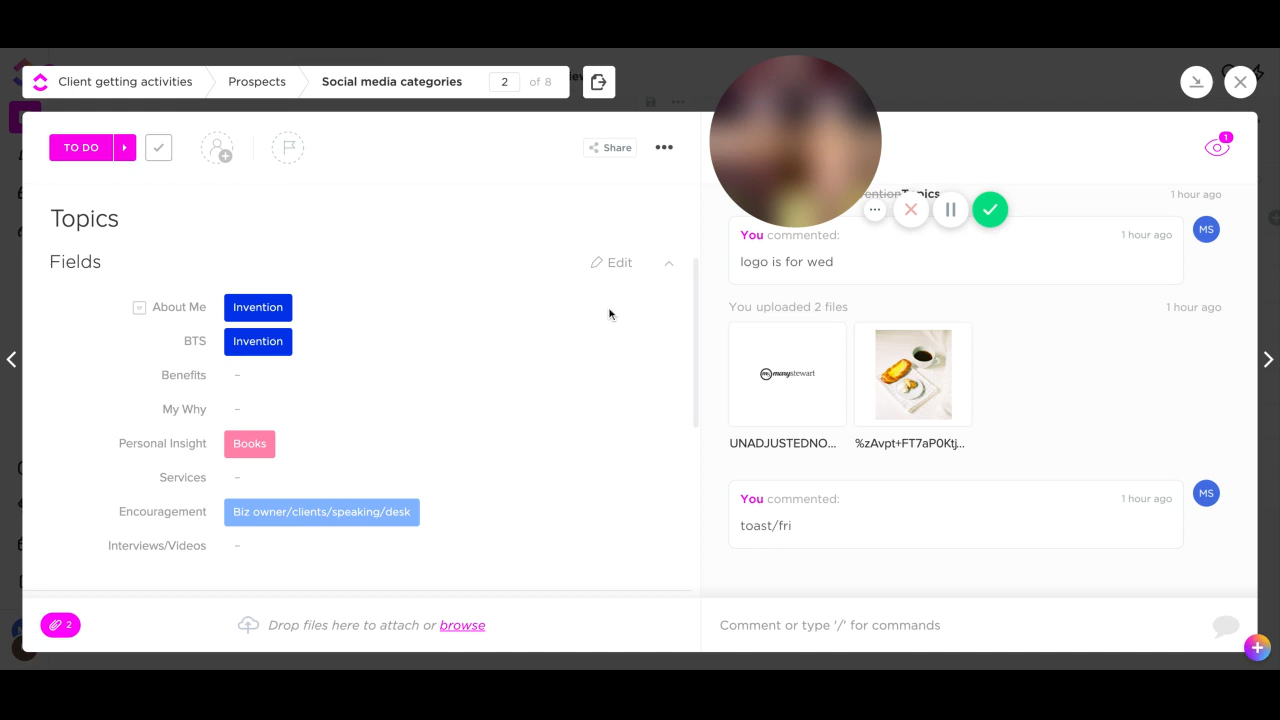 Client getting activities Prospects Social media categories 2 of 8
TO DO
Share
1
Topics
Fields
Edit
About Me Invention
BTS Invention
Benefits –
My Why –
Personal Insight Books
Services –
Encouragement Biz owner/clients/speaking/desk
Interviews/Videos –
2
Drop files here to attach or browse
Topics 1 hour ago
You commented: 1 hour ago
MS
logo is for wed
You uploaded 2 files 1 hour ago
marystewart
UNADJUSTEDNO... %zAvpt+FT7aP0Ktj...
You commented: 1 hour ago
MS
toast/fri
Comment or type '/' for commands